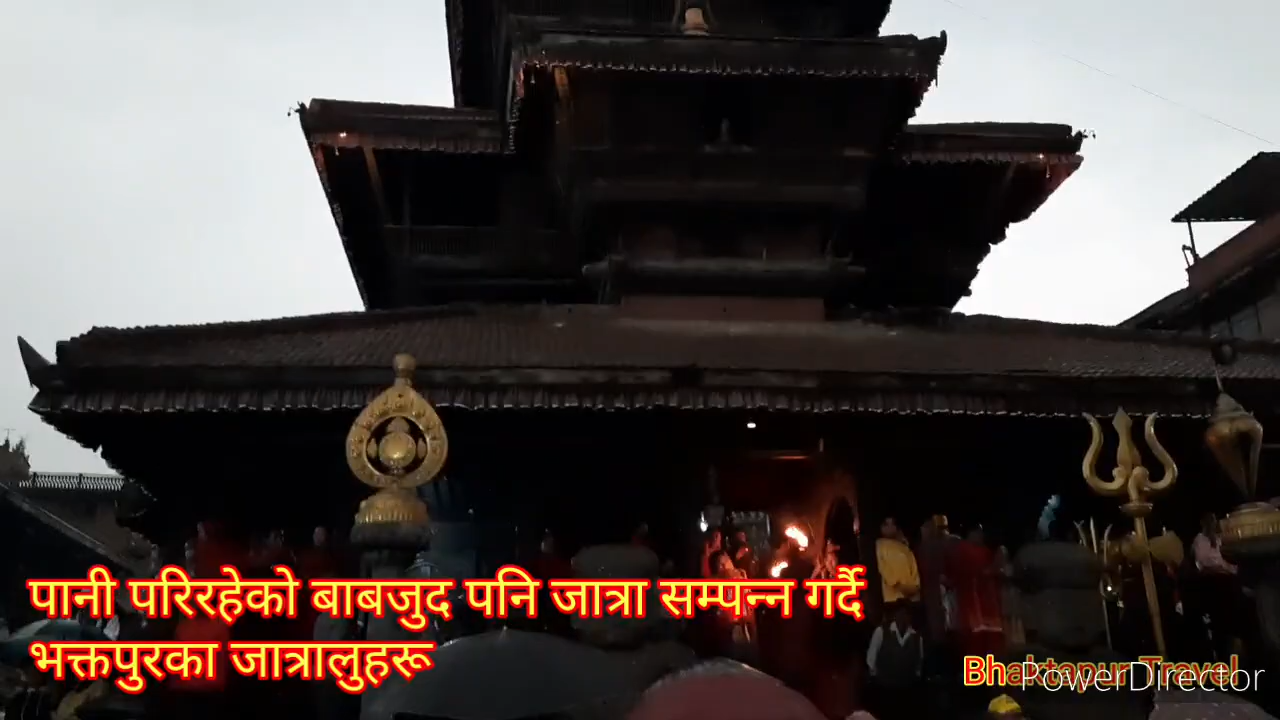 पानी परिरहेको बाबजुद पनि जात्रा सम्पन्न गर्दै
भक्तपुरका जात्रालुहरू
Bhaktapur Travel
PowerDirector